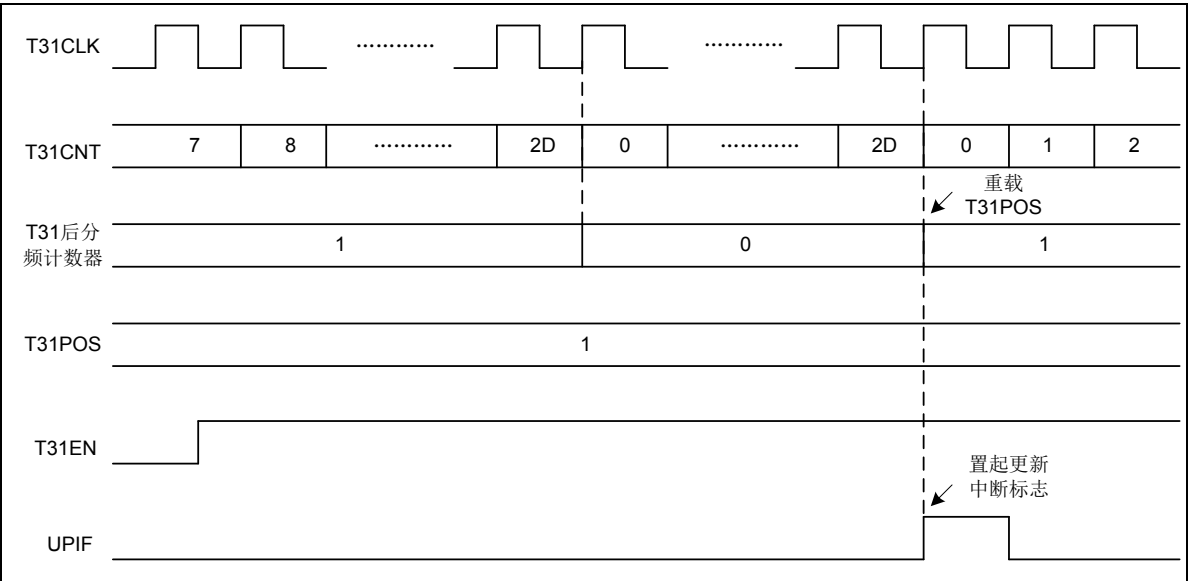 T31CLK
…………
…………
T31CNT
7 8 ………… 2D 0 ………… 2D 0 1 2
重载
T31POS
T31后分
频计数器
1 0 1
T31POS
1
T31EN
置起更新
中断标志
UPIF